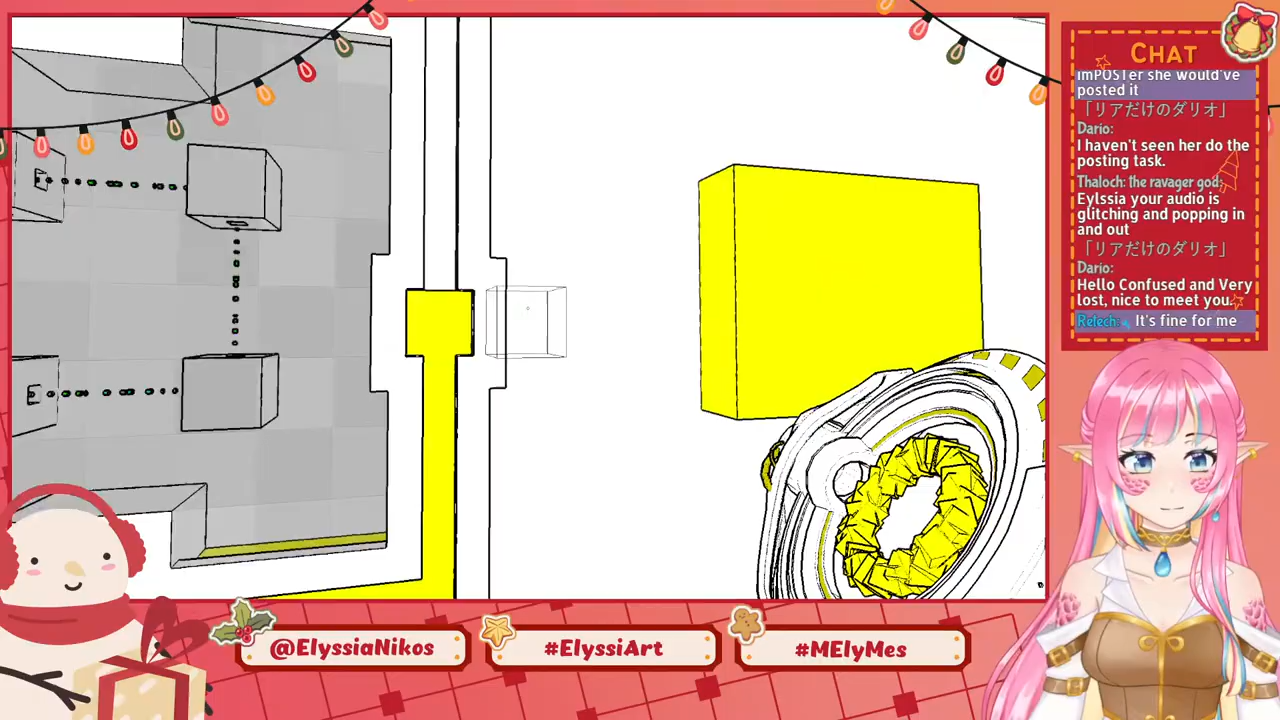 CHAT
imPOSTer she would've
posted it
「リアだけのダリオ」
Dario:
I haven't seen her do the
posting task.
Thaloch: the ravager god:
Eylssia your audio is
glitching and popping in
and out
「リアだけのダリオ」
Dario:
Hello Confused and Very
lost, nice to meet you.
Relech: It's fine for me
@ElyssiaNikos
#ElyssiArt
#MElyMes